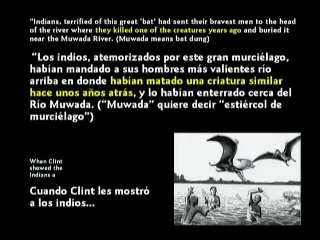 "Indians, terrified of this great 'bat' had sent their bravest men to the head
of the river where they killed one of the creatures years ago and buried it
near the Muwada River. (Muwada means bat dung)
“Los indios, atemorizados por este gran murciélago,
habían mandado a sus hombres más valientes río
arriba en donde habían matado una criatura similar
hace unos años atrás, y lo habían enterrado cerca del
Río Muwada. (“Muwada” quiere decir “estiércol de
murciélago”)
When Clint
showed the
Indians a
Cuando Clint les mostró
a los indios...